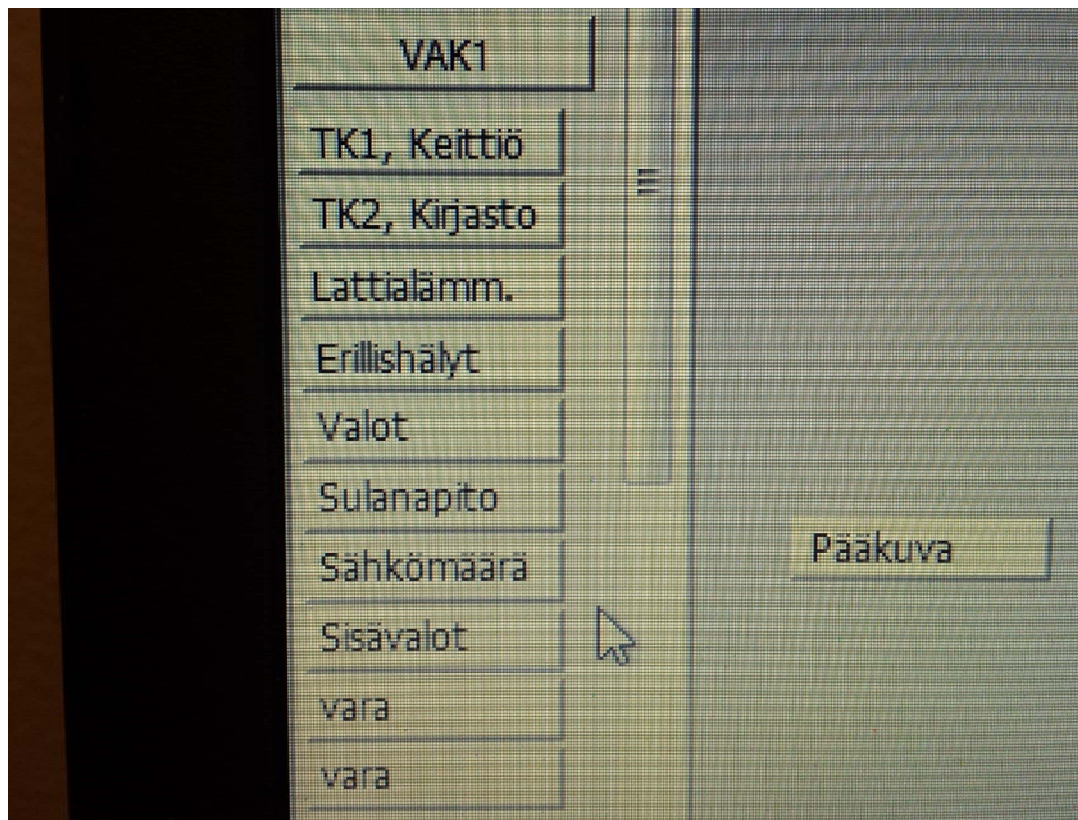 VAK1
TK1, Keittiö
TK2, Kirjasto
Lattialämm.
Erillishälyt
Valot
Sulanapito
Sähkömäärä
Sisävalot
vara
vara
Pääkuva